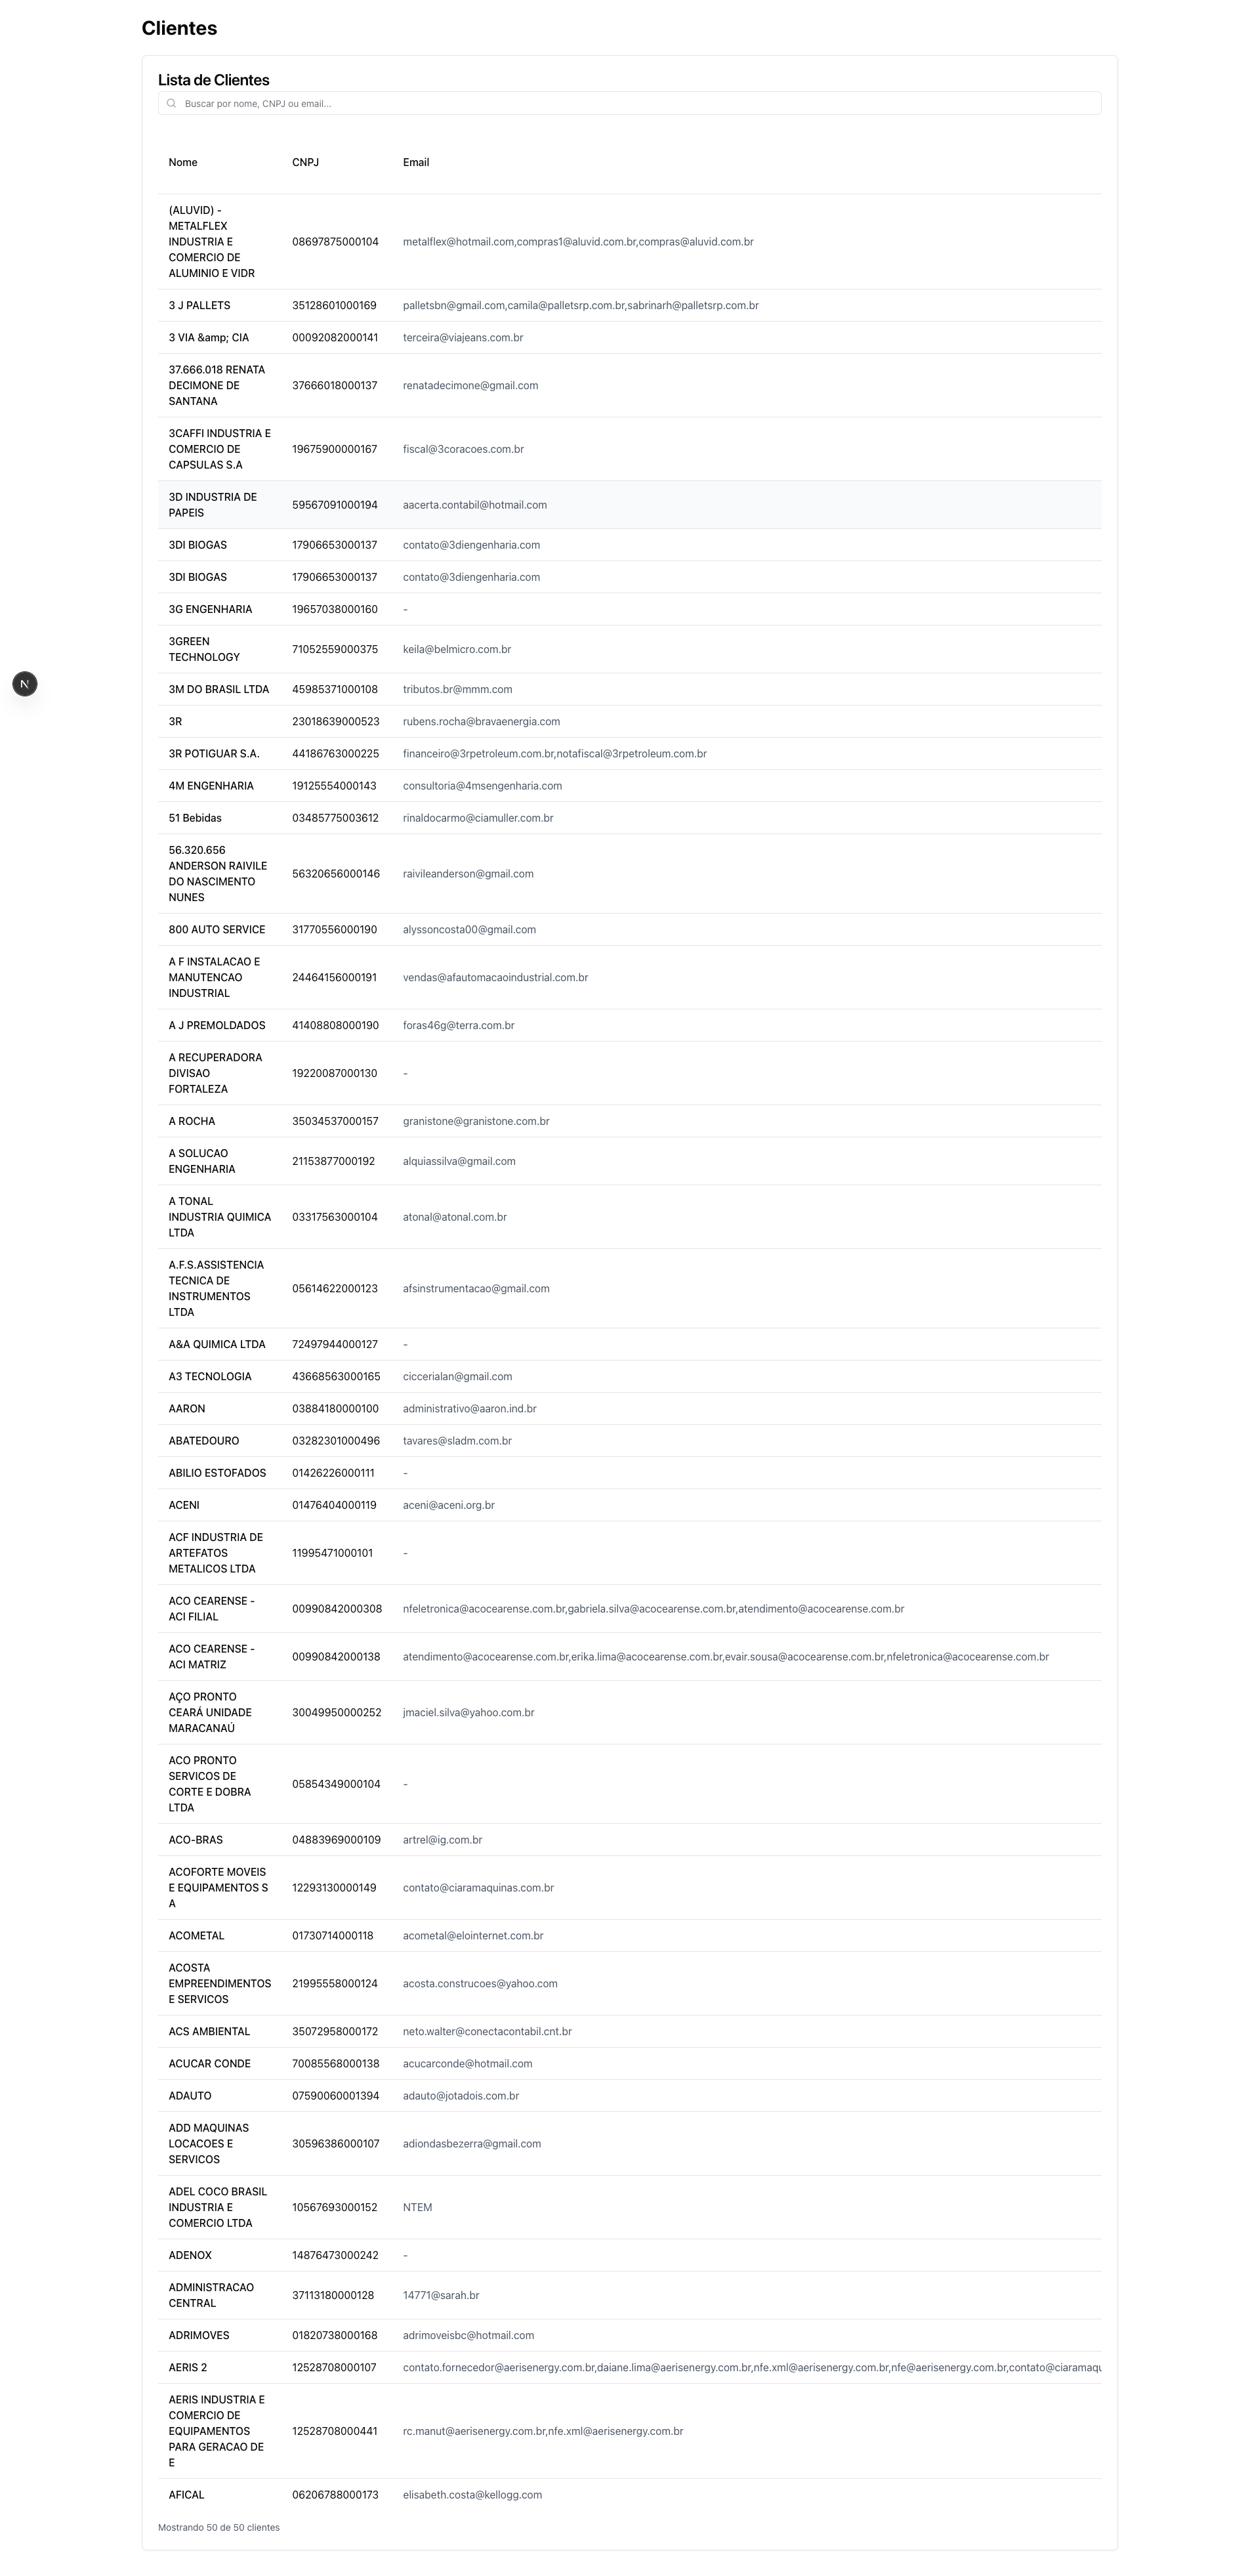 Clientes
Lista de Clientes
Buscar por nome, CNPJ ou email...
Nome CNPJ Email
(ALUVID) -
METALFLEX
INDUSTRIA E
COMERCIO DE
ALUMINIO E VIDR
08697875000104 metalflex@hotmail.com,compras1@aluvid.com.br,compras@aluvid.com.br
3 J PALLETS 35128601000169 palletsbn@gmail.com,camila@palletsrp.com.br,sabrinarh@palletsrp.com.br
3 VIA &amp; CIA 00092082000141 terceira@viajeans.com.br
37.666.018 RENATA
DECIMONE DE
SANTANA
37666018000137 renatadecimone@gmail.com
3CAFFI INDUSTRIA E
COMERCIO DE
CAPSULAS S.A
19675900000167 fiscal@3coracoes.com.br
3D INDUSTRIA DE
PAPEIS
59567091000194 aacerta.contabil@hotmail.com
3DI BIOGAS 17906653000137 contato@3diengenharia.com
3DI BIOGAS 17906653000137 contato@3diengenharia.com
3G ENGENHARIA 19657038000160 -
3GREEN
TECHNOLOGY
71052559000375 keila@belmicro.com.br
N
3M DO BRASIL LTDA 45985371000108 tributos.br@mmm.com
3R 23018639000523 rubens.rocha@bravaenergia.com
3R POTIGUAR S.A. 44186763000225 financeiro@3rpetroleum.com.br,notafiscal@3rpetroleum.com.br
4M ENGENHARIA 19125554000143 consultoria@4msengenharia.com
51 Bebidas 03485775003612 rinaldocarmo@ciamuller.com.br
56.320.656
ANDERSON RAIVILE
DO NASCIMENTO
NUNES
56320656000146 raivileanderson@gmail.com
800 AUTO SERVICE 31770556000190 alyssoncosta00@gmail.com
A F INSTALACAO E
MANUTENCAO
INDUSTRIAL
24464156000191 vendas@afautomacaoindustrial.com.br
A J PREMOLDADOS 41408808000190 foras46g@terra.com.br
A RECUPERADORA
DIVISAO
FORTALEZA
19220087000130 -
A ROCHA 35034537000157 granistone@granistone.com.br
A SOLUCAO
ENGENHARIA
21153877000192 alquiassilva@gmail.com
A TONAL
INDUSTRIA QUIMICA
LTDA
03317563000104 atonal@atonal.com.br
A.F.S.ASSISTENCIA
TECNICA DE
INSTRUMENTOS
LTDA
05614622000123 afsinstrumentacao@gmail.com
A&A QUIMICA LTDA 72497944000127 -
A3 TECNOLOGIA 43668563000165 ciccerialan@gmail.com
AARON 03884180000100 administrativo@aaron.ind.br
ABATEDOURO 03282301000496 tavares@sladm.com.br
ABILIO ESTOFADOS 01426226000111 -
ACENI 01476404000119 aceni@aceni.org.br
ACF INDUSTRIA DE
ARTEFATOS
METALICOS LTDA
11995471000101 -
ACO CEARENSE -
ACI FILIAL
00990842000308 nfeletronica@acocearense.com.br,gabriela.silva@acocearense.com.br,atendimento@acocearense.com.br
ACO CEARENSE -
ACI MATRIZ
00990842000138 atendimento@acocearense.com.br,erika.lima@acocearense.com.br,evair.sousa@acocearense.com.br,nfeletronica@acocearense.com.br
AÇO PRONTO
CEARÁ UNIDADE
MARACANAÚ
30049950000252 jmaciel.silva@yahoo.com.br
ACO PRONTO
SERVICOS DE
CORTE E DOBRA
LTDA
05854349000104 -
ACO-BRAS 04883969000109 artrel@ig.com.br
ACOFORTE MOVEIS
E EQUIPAMENTOS S
A
12293130000149 contato@ciaramaquinas.com.br
ACOMETAL 01730714000118 acometal@elointernet.com.br
ACOSTA
EMPREENDIMENTOS
E SERVICOS
21995558000124 acosta.construcoes@yahoo.com
ACS AMBIENTAL 35072958000172 neto.walter@conectacontabil.cnt.br
ACUCAR CONDE 70085568000138 acucarconde@hotmail.com
ADAUTO 07590060001394 adauto@jotadois.com.br
ADD MAQUINAS
LOCACOES E
SERVICOS
30596386000107 adiondasbezerra@gmail.com
ADEL COCO BRASIL
INDUSTRIA E
COMERCIO LTDA
10567693000152 NTEM
ADENOX 14876473000242 -
ADMINISTRACAO
CENTRAL
37113180000128 14771@sarah.br
ADRIMOVES 01820738000168 adrimoveisbc@hotmail.com
AERIS 2 12528708000107 contato.fornecedor@aerisenergy.com.br,daiane.lima@aerisenergy.com.br,nfe.xml@aerisenergy.com.br,nfe@aerisenergy.com.br,contato@ciaramaqu
AERIS INDUSTRIA E
COMERCIO DE
EQUIPAMENTOS
PARA GERACAO DE
E
12528708000441 rc.manut@aerisenergy.com.br,nfe.xml@aerisenergy.com.br
AFICAL 06206788000173 elisabeth.costa@kellogg.com
Mostrando 50 de 50 clientes